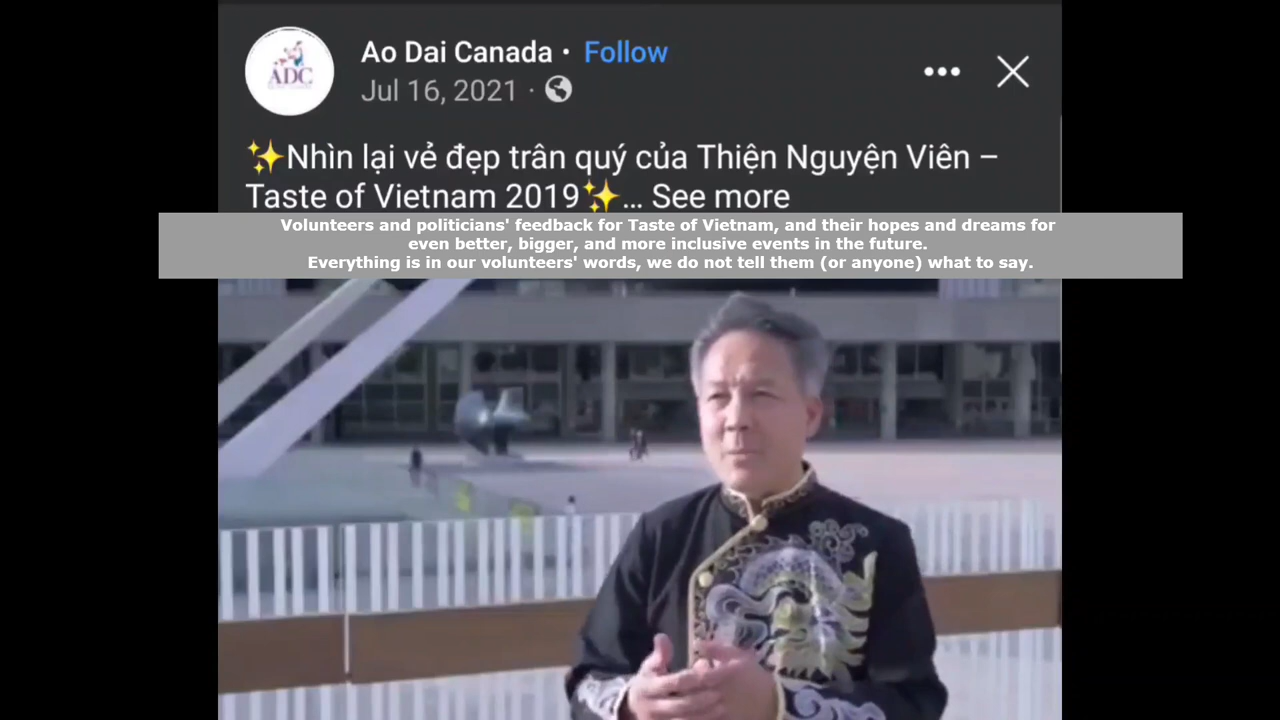 ADC
Ao Dai Canada · Follow
Jul 16, 2021 ·
✨Nhìn lại vẻ đẹp trân quý của Thiện Nguyện Viên –
Taste of Vietnam 2019✨... See more
Volunteers and politicians' feedback for Taste of Vietnam, and their hopes and dreams for
even better, bigger, and more inclusive events in the future.
Everything is in our volunteers' words, we do not tell them (or anyone) what to say.